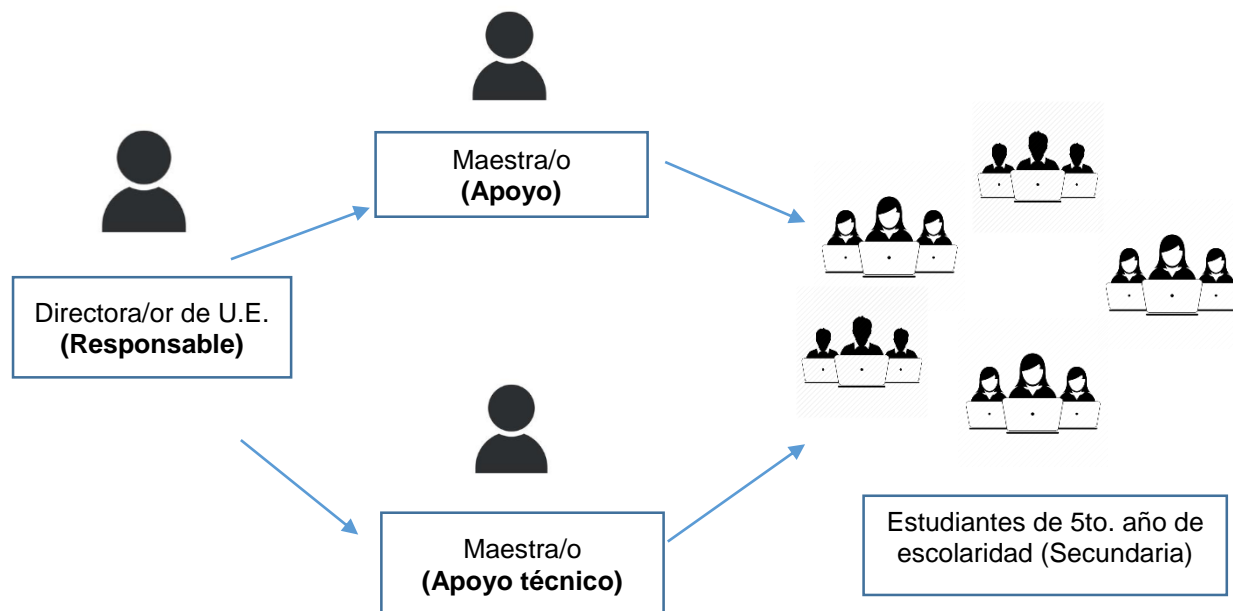 Maestra/o
(Apoyo)
Directora/or de U.E.
(Responsable)
Maestra/o
(Apoyo técnico)
Estudiantes de 5to. año de
escolaridad (Secundaria)